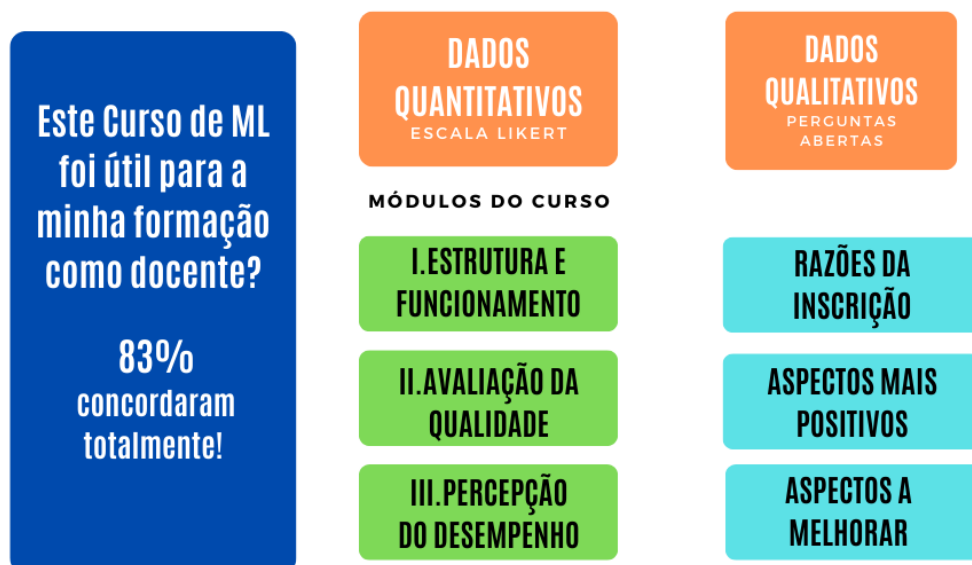 Este Curso de ML
foi útil para a
minha formação
como docente?
83%
concordaram
totalmente!
DADOS
QUANTITATIVOS
ESCALA LIKERT
MÓDULOS DO CURSO
I.ESTRUTURA E
FUNCIONAMENTO
II.AVALIAÇÃO DA
QUALIDADE
III.PERCEPÇÃO
DO DESEMPENHO
DADOS
QUALITATIVOS
PERGUNTAS
ABERTAS
RAZÕES DA
INSCRIÇÃO
ASPECTOS MAIS
POSITIVOS
ASPECTOS A
MELHORAR